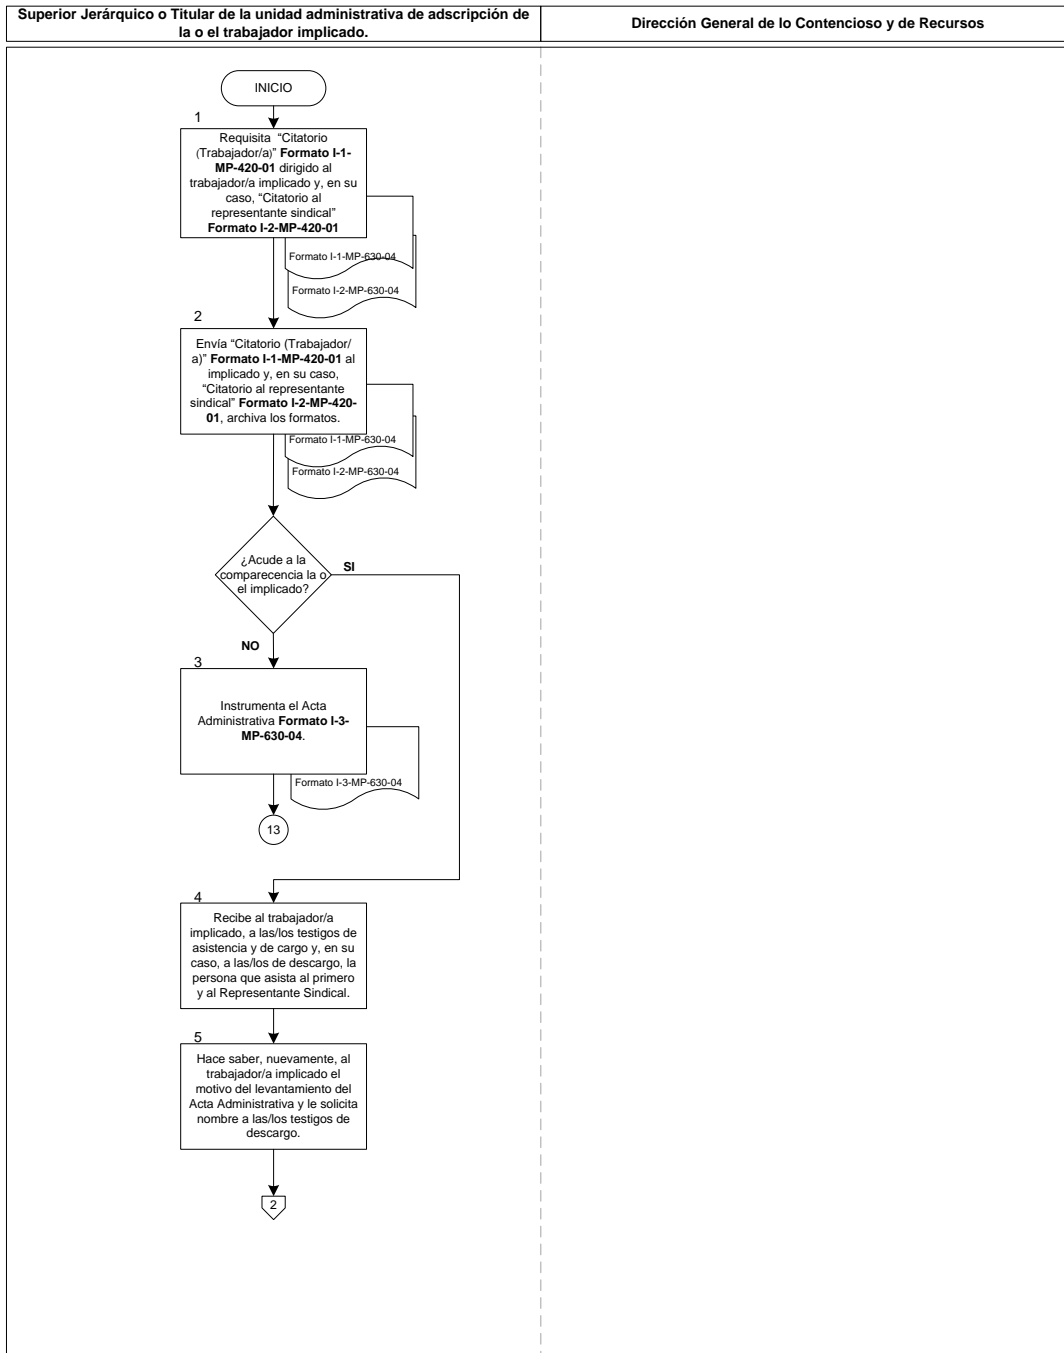 Superior Jerárquico o Titular de la unidad administrativa de adscripción de
la o el trabajador implicado.
Dirección General de lo Contencioso y de Recursos
INICIO
1
Requisita “Citatorio
(Trabajador/a)” Formato I-1-
MP-420-01 dirigido al
trabajador/a implicado y, en su
caso, “Citatorio al
representante sindical”
Formato I-2-MP-420-01
Formato I-1-MP-630-04
Formato I-2-MP-630-04
2
Envía “Citatorio (Trabajador/
a)” Formato I-1-MP-420-01 al
implicado y, en su caso,
“Citatorio al representante
sindical” Formato I-2-MP-420-
01, archiva los formatos.
Formato I-1-MP-630-04
Formato I-2-MP-630-04
¿Acude a la
comparecencia la o
el implicado?
SI
NO
3
Instrumenta el Acta
Administrativa Formato I-3-
MP-630-04.
Formato I-3-MP-630-04
13
4
Recibe al trabajador/a
implicado, a las/los testigos de
asistencia y de cargo y, en su
caso, a las/los de descargo, la
persona que asista al primero
y al Representante Sindical.
5
Hace saber, nuevamente, al
trabajador/a implicado el
motivo del levantamiento del
Acta Administrativa y le solicita
nombre a las/los testigos de
descargo.
2